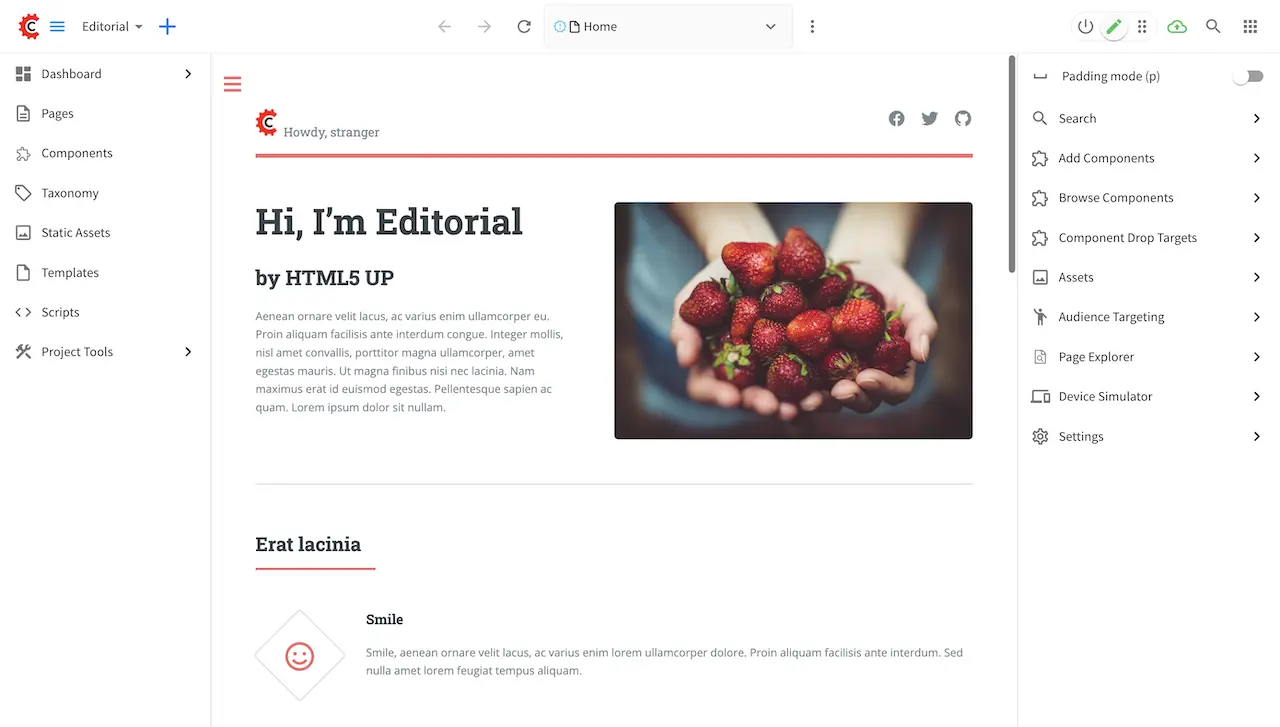 Editorial
Home
Dashboard
Pages
Components
Taxonomy
Static Assets
Templates
Scripts
Project Tools
Howdy, stranger
Hi, I’m Editorial
by HTML5 UP
Aenean ornare velit lacus, ac varius enim ullamcorper eu.
Proin aliquam facilisis ante interdum congue. Integer mollis,
nisl amet convallis, porttitor magna ullamcorper, amet
egestas mauris. Ut magna finibus nisi nec lacinia. Nam
maximus erat id euismod egestas. Pellentesque sapien ac
quam. Lorem ipsum dolor sit nullam.
Erat lacinia
Smile
Smile, aenean ornare velit lacus, ac varius enim lorem ullamcorper dolore. Proin aliquam facilisis ante interdum. Sed
nulla amet lorem feugiat tempus aliquam.
Padding mode (p)
Search
Add Components
Browse Components
Component Drop Targets
Assets
Audience Targeting
Page Explorer
Device Simulator
Settings